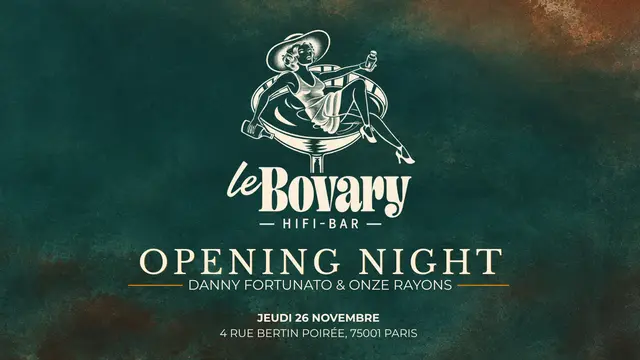 le Bovary
HIFI-BAR
OPENING NIGHT
DANNY FORTUNATO & ONZE RAYONS
JEUDI 26 NOVEMBRE
4 RUE BERTIN POIRÉE, 75001 PARIS